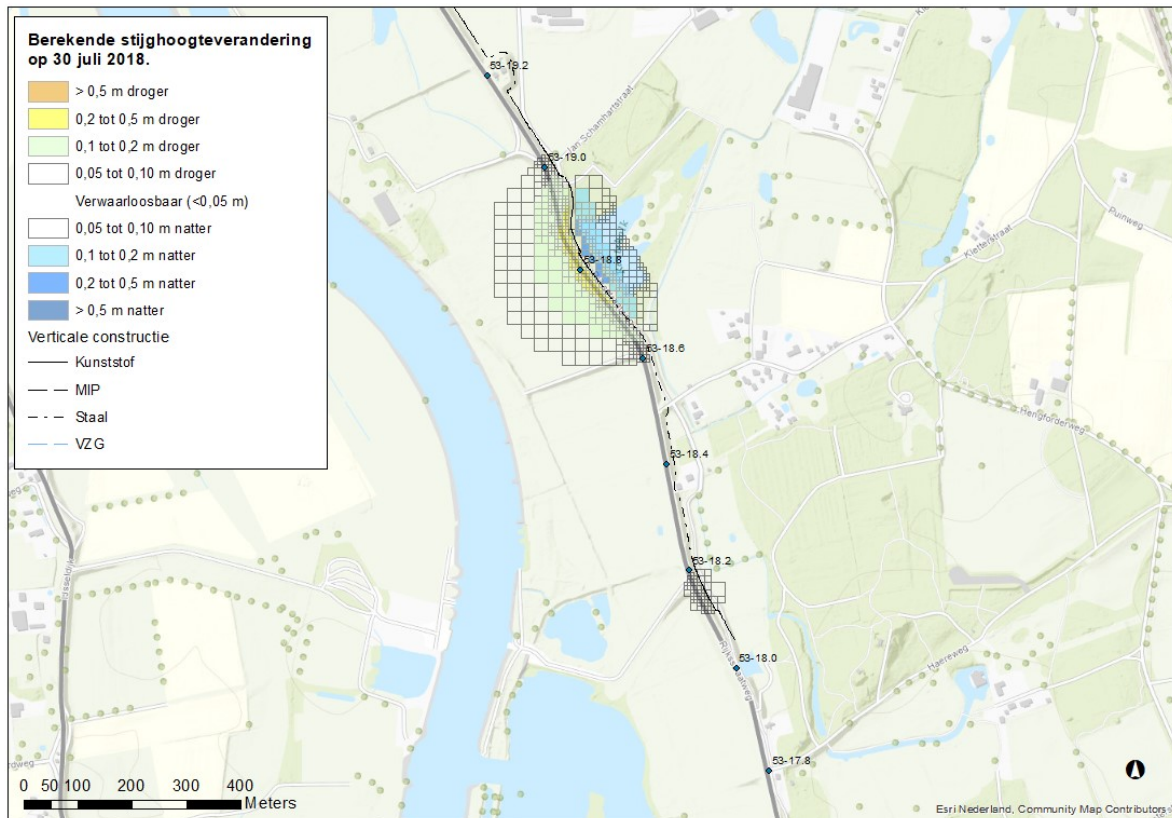 Berekende stijghoogteverandering
op 30 juli 2018.
> 0,5 m droger
0,2 tot 0,5 m droger
0,1 tot 0,2 m droger
0,05 tot 0,10 m droger
Verwaarloosbaar (<0,05 m)
0,05 tot 0,10 m natter
0,1 tot 0,2 m natter
0,2 tot 0,5 m natter
> 0,5 m natter
Verticale constructie
Kunststof
MIP
Staal
VZG
53-19.2
Jan Schamhartstraat
53-19.0
53-18.8
53-18.6
53-18.4
53-18.2
53-18.0
53-17.8
Rijksstraatweg
Kletterstraat
Puinweg
Hengforderweg
Haereweg
IJsseldijk
0 50 100 200 300 400
Meters
Esri Nederland, Community Map Contributors